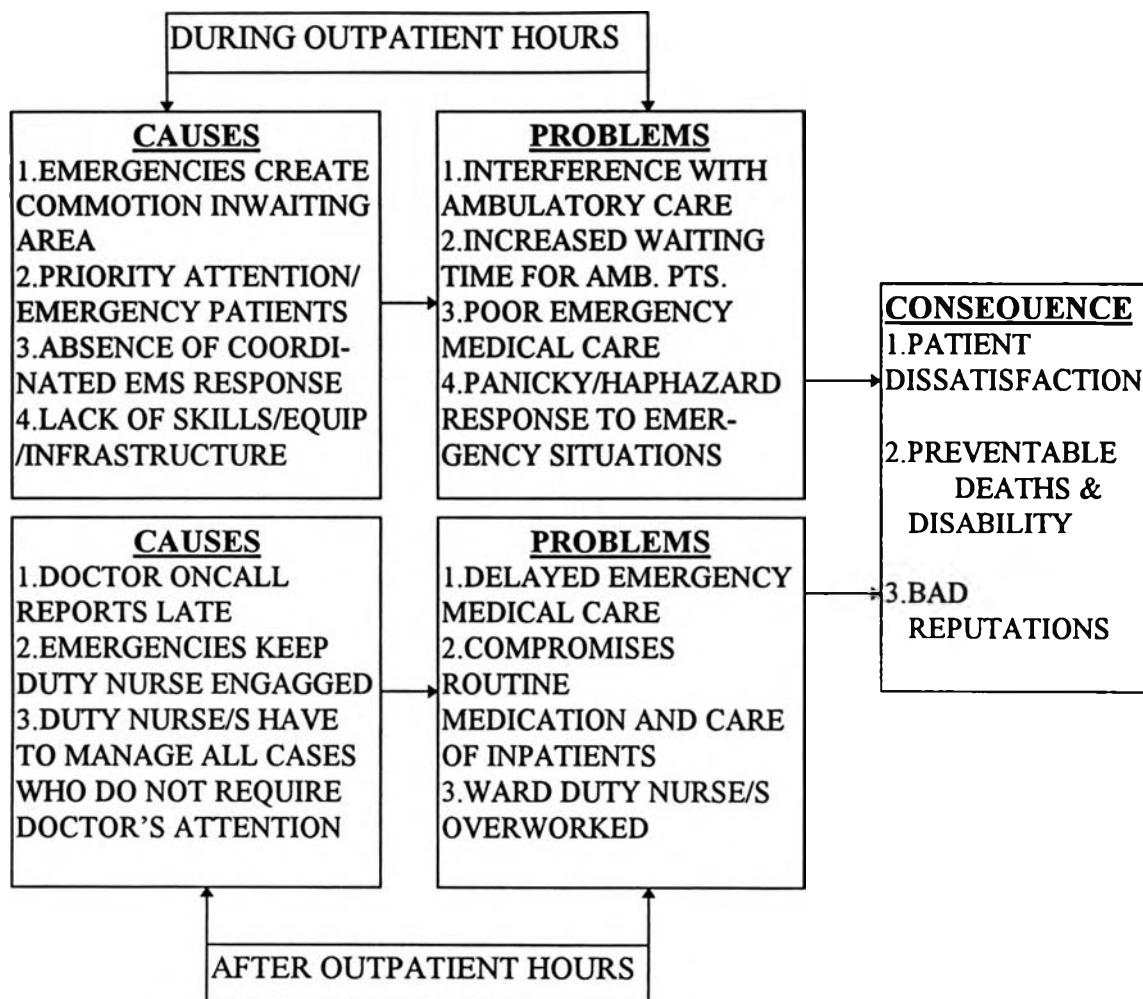 DURING OUTPATIENT HOURS
CAUSES
1.EMERGENCIES CREATE
COMMOTION INWAITING
AREA
2.PRIORITY ATTENTION/
EMERGENCY PATIENTS
3.ABSENCE OF COORDI-
NATED EMS RESPONSE
4.LACK OF SKILLS/EQUIP
/INFRASTRUCTURE
PROBLEMS
1.INTERFERENCE WITH
AMBULATORY CARE
2.INCREASED WAITING
TIME FOR AMB. PTS.
3.POOR EMERGENCY
MEDICAL CARE
4.PANICKY/HAPHAZARD
RESPONSE TO EMER-
GENCY SITUATIONS
CONSEQUENCE
1.PATIENT
DISSATISFACTION
2.PREVENTABLE
DEATHS &
DISABILITY
3.BAD
REPUTATIONS
CAUSES
1.DOCTOR ONCALL
REPORTS LATE
2.EMERGENCIES KEEP
DUTY NURSE ENGAGGED
3.DUTY NURSE/S HAVE
TO MANAGE ALL CASES
WHO DO NOT REQUIRE
DOCTOR'S ATTENTION
PROBLEMS
1.DELAYED EMERGENCY
MEDICAL CARE
2.COMPROMISES
ROUTINE
MEDICATION AND CARE
OF INPATIENTS
3.WARD DUTY NURSE/S
OVERWORKED
AFTER OUTPATIENT HOURS